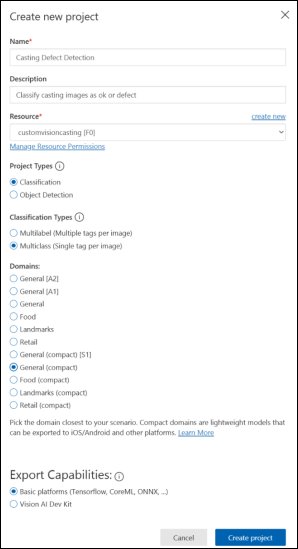 Create new project
Name*
Casting Defect Detection
Description
Classify casting images as ok or defect
Resource*
create new
customvisioncasting [F0]
Manage Resource Permissions
Project Types
Classification
Object Detection
Classification Types
Multilabel (Multiple tags per image)
Multiclass (Single tag per image)
Domains:
General [A2]
General [A1]
General
Food
Landmarks
Retail
General (compact) [S1]
General (compact)
Food (compact)
Landmarks (compact)
Retail (compact)
Pick the domain closest to your scenario. Compact domains are lightweight models that
can be exported to iOS/Android and other platforms. Learn More
Export Capabilities:
Basic platforms (Tensorflow, CoreML, ONNX, ...)
Vision AI Dev Kit
Cancel
Create project